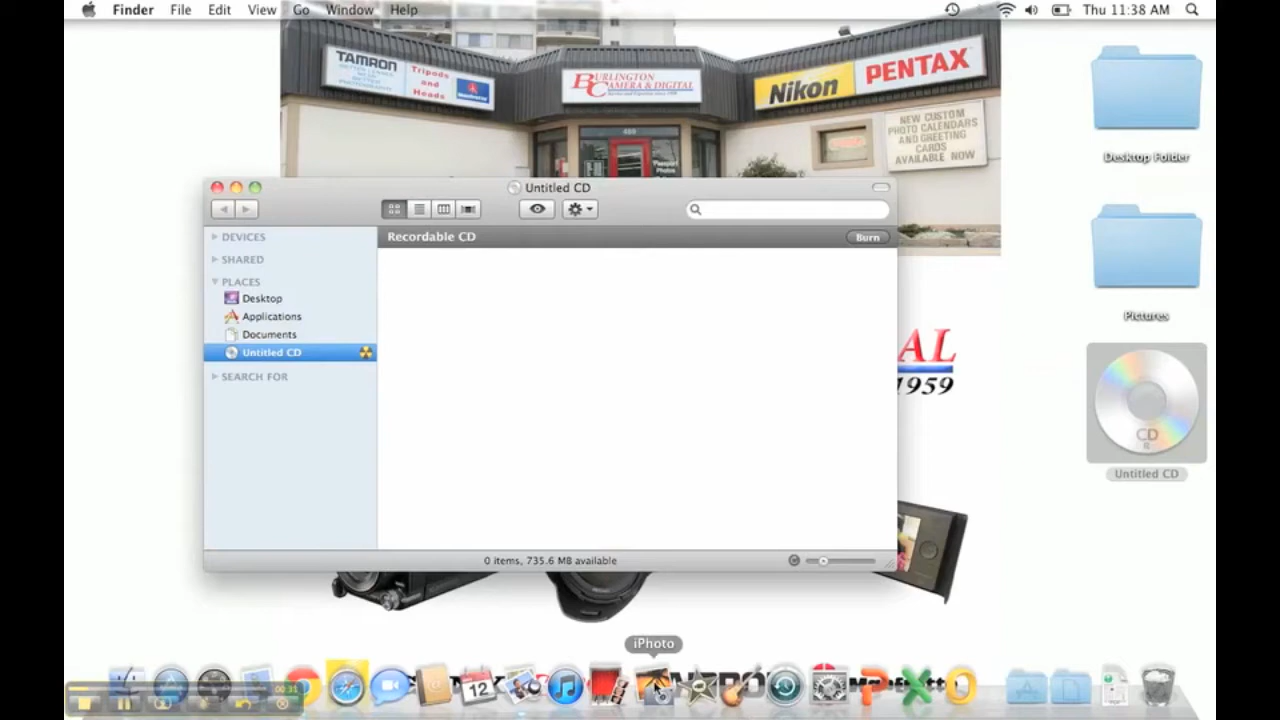 Finder File Edit View Go Window Help
Thu 11:38 AM
TAMRON
Tripods
and
Heads
BURLINGTON
CAMERA & DIGITAL
Nikon
PENTAX
NEW CUSTOM
PHOTO CALENDARS
AND GREETING
CARDS
AVAILABLE NOW
Desktop Folder
Untitled CD
DEVICES
SHARED
PLACES
Desktop
Applications
Documents
Untitled CD
SEARCH FOR
Recordable CD
Burn
Pictures
AL
1959
CD
R
Untitled CD
0 items, 735.6 MB available
iPhoto
12
00:31